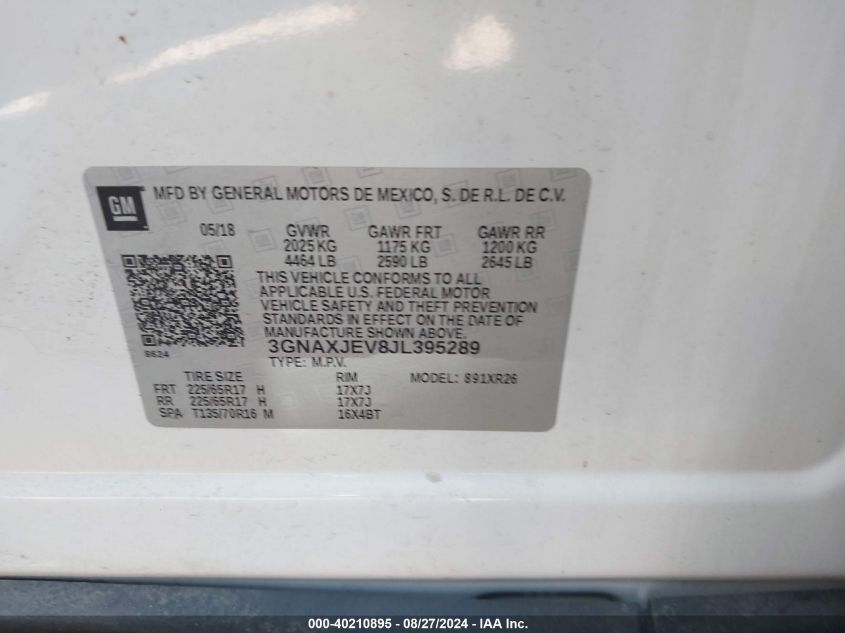 GM
MFD BY GENERAL MOTORS DE MEXICO, S. DE R.L. DE C.V.
05/18 GVWR GAWR FRT GAWR RR
2025 KG 1175 KG 1200 KG
4464 LB 2590 LB 2645 LB
THIS VEHICLE CONFORMS TO ALL
APPLICABLE U.S. FEDERAL MOTOR
VEHICLE SAFETY AND THEFT PREVENTION
STANDARDS IN EFFECT ON THE DATE OF
MANUFACTURE SHOWN ABOVE.
8624 3GNAXJEV8JL395289
TYPE: M.P.V.
TIRE SIZE RIM MODEL: 891XR26
FRT 225/65R17 H 17X7J
RR 225/65R17 H 17X7J
SPA T135/70R16 M 16X4BT
000-40210895 - 08/27/2024 - IAA Inc.